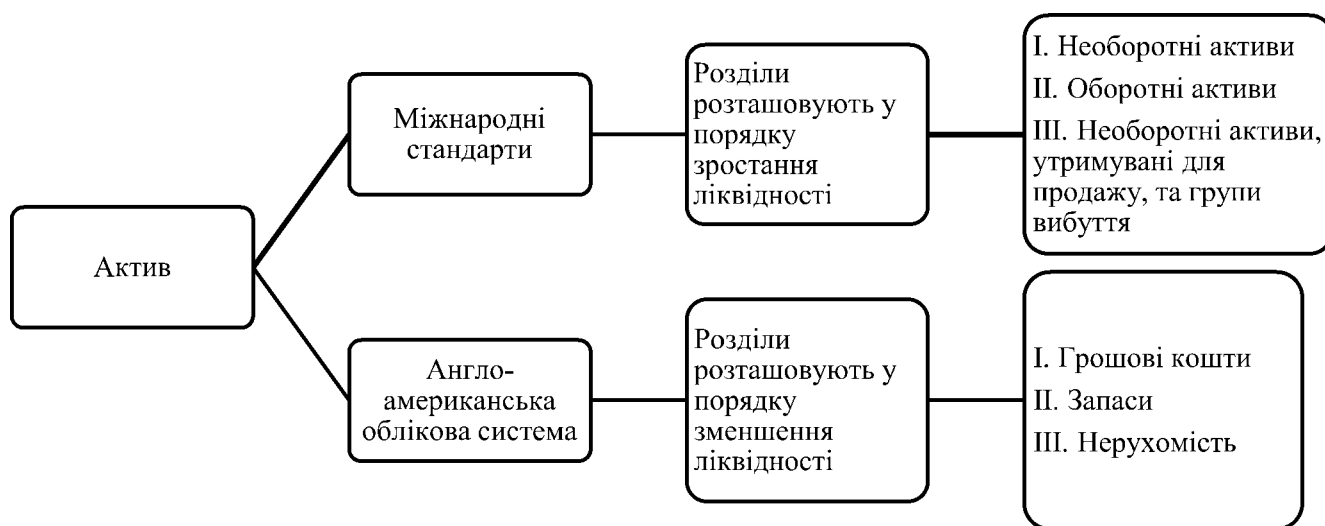 Актив
Міжнародні
стандарти
Розділи
розташовують у
порядку
зростання
ліквідності
I. Необоротні активи
II. Оборотні активи
III. Необоротні активи,
утримувані для
продажу, та групи
вибуття
Англо-
американська
облікова система
Розділи
розташовують у
порядку
зменшення
ліквідності
I. Грошові кошти
II. Запаси
III. Нерухомість